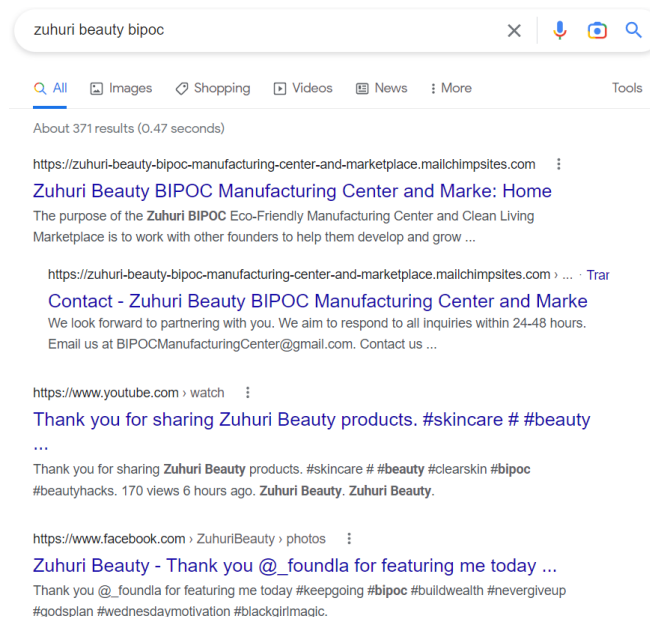 zuhuri beauty bipoc
All Images Shopping Videos News More Tools
About 371 results (0.47 seconds)
https://zuhuri-beauty-bipoc-manufacturing-center-and-marketplace.mailchimpsites.com
Zuhuri Beauty BIPOC Manufacturing Center and Marke: Home
The purpose of the Zuhuri BIPOC Eco-Friendly Manufacturing Center and Clean Living
Marketplace is to work with other founders to help them develop and grow ...
https://zuhuri-beauty-bipoc-manufacturing-center-and-marketplace.mailchimpsites.com › ... · Trar
Contact - Zuhuri Beauty BIPOC Manufacturing Center and Marke
We look forward to partnering with you. We aim to respond to all inquiries within 24-48 hours.
Email us at BIPOCManufacturingCenter@gmail.com. Contact us ...
https://www.youtube.com › watch
Thank you for sharing Zuhuri Beauty products. #skincare # #beauty
...
Thank you for sharing Zuhuri Beauty products. #skincare # #beauty #clearskin #bipoc
#beautyhacks. 170 views 6 hours ago. Zuhuri Beauty. Zuhuri Beauty.
https://www.facebook.com › ZuhuriBeauty › photos
Zuhuri Beauty - Thank you @_foundla for featuring me today ...
Thank you @_foundla for featuring me today #keepgoing #bipoc #buildwealth #nevergiveup
#godsplan #wednesdaymotivation #blackgirlmagic.